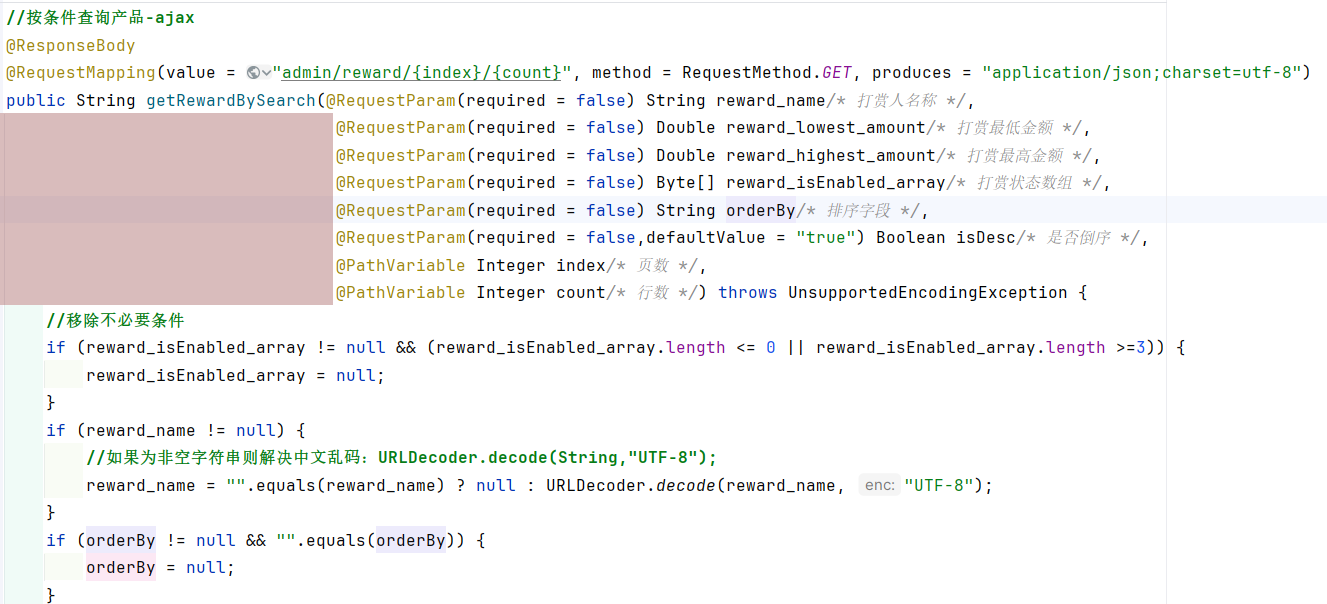 //按条件查询产品-ajax
@ResponseBody
@RequestMapping(value = "admin/reward/{index}/{count}", method = RequestMethod.GET, produces = "application/json;charset=utf-8")
public String getRewardBySearch(@RequestParam(required = false) String reward_name/* 打赏人名称 */,
@RequestParam(required = false) Double reward_lowest_amount/* 打赏最低金额 */,
@RequestParam(required = false) Double reward_highest_amount/* 打赏最高金额 */,
@RequestParam(required = false) Byte[] reward_isEnabled_array/* 打赏状态数组 */,
@RequestParam(required = false) String orderBy/* 排序字段 */,
@RequestParam(required = false,defaultValue = "true") Boolean isDesc/* 是否倒序 */,
@PathVariable Integer index/* 页数 */,
@PathVariable Integer count/* 行数 */) throws UnsupportedEncodingException {
//移除不必要条件
if (reward_isEnabled_array != null && (reward_isEnabled_array.length <= 0 || reward_isEnabled_array.length >=3)) {
reward_isEnabled_array = null;
}
if (reward_name != null) {
//如果为非空字符串则解决中文乱码：URLDecoder.decode(String,"UTF-8");
reward_name = "".equals(reward_name) ? null : URLDecoder.decode(reward_name, enc: "UTF-8");
}
if (orderBy != null && "".equals(orderBy)) {
orderBy = null;
}